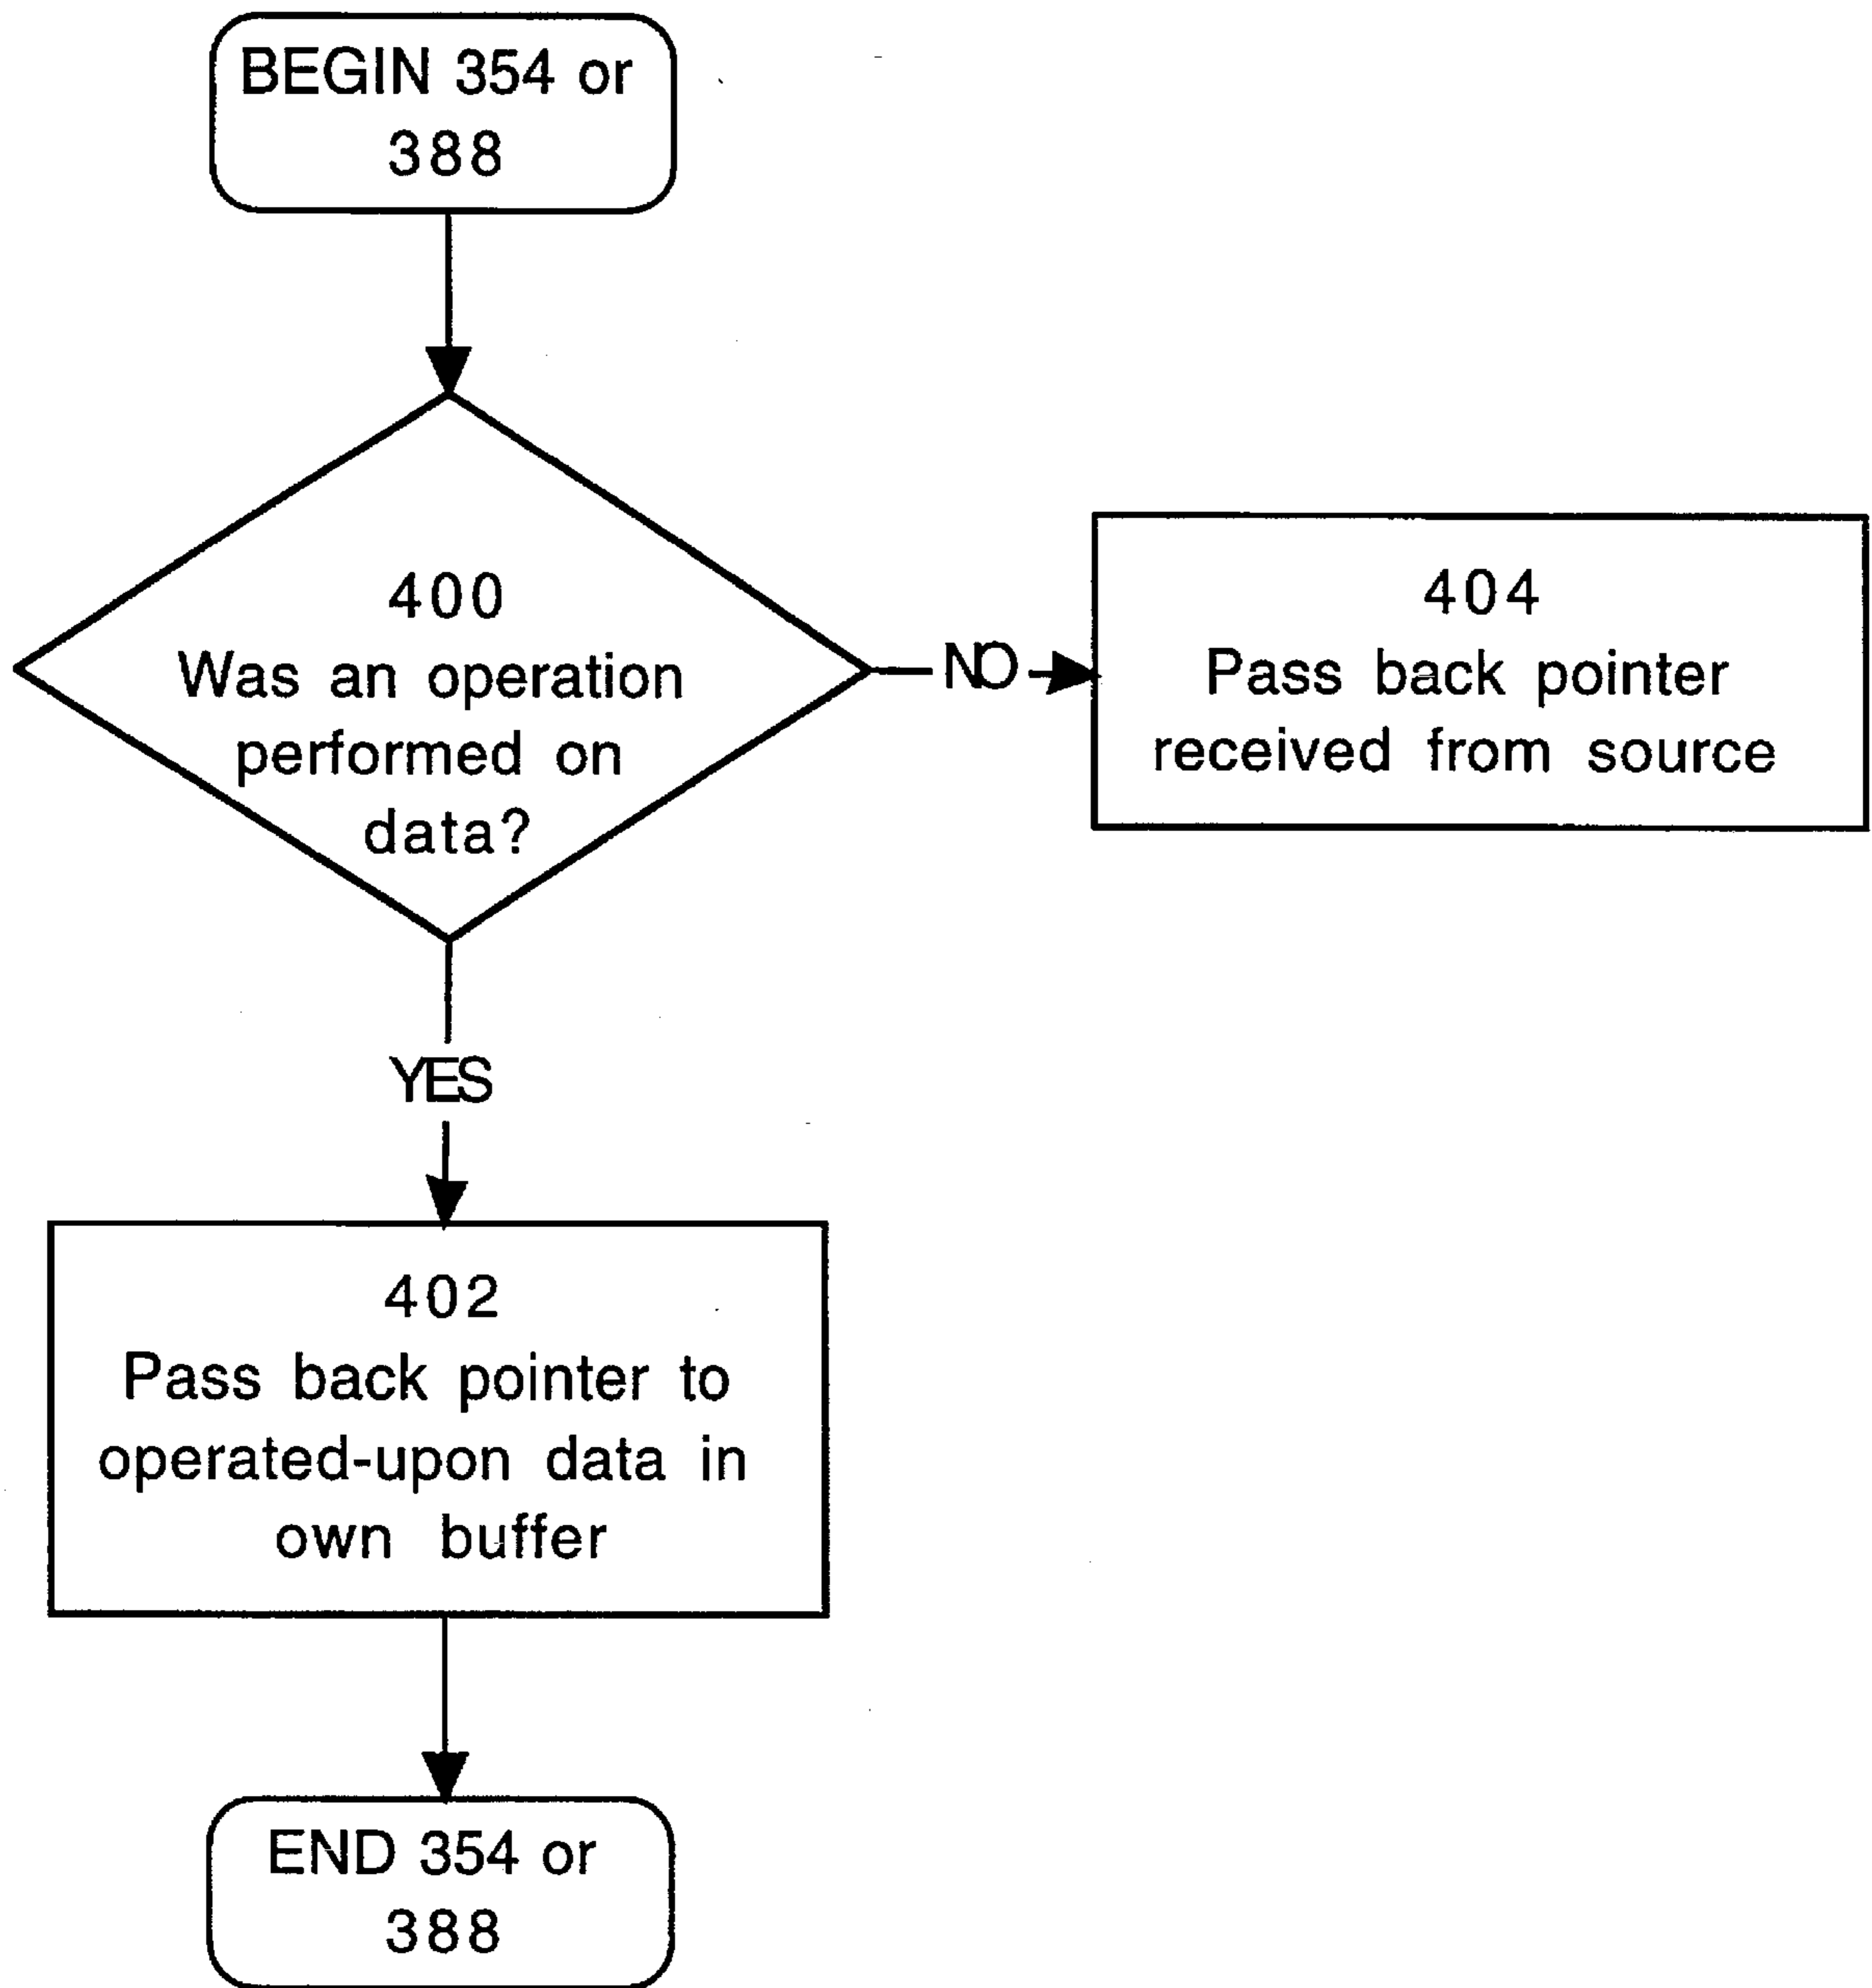 BEGIN 354 or
388
400
Was an operation
performed on
data?
NO
404
Pass back pointer
received from source
YES
402
Pass back pointer to
operated-upon data in
own buffer
END 354 or
388